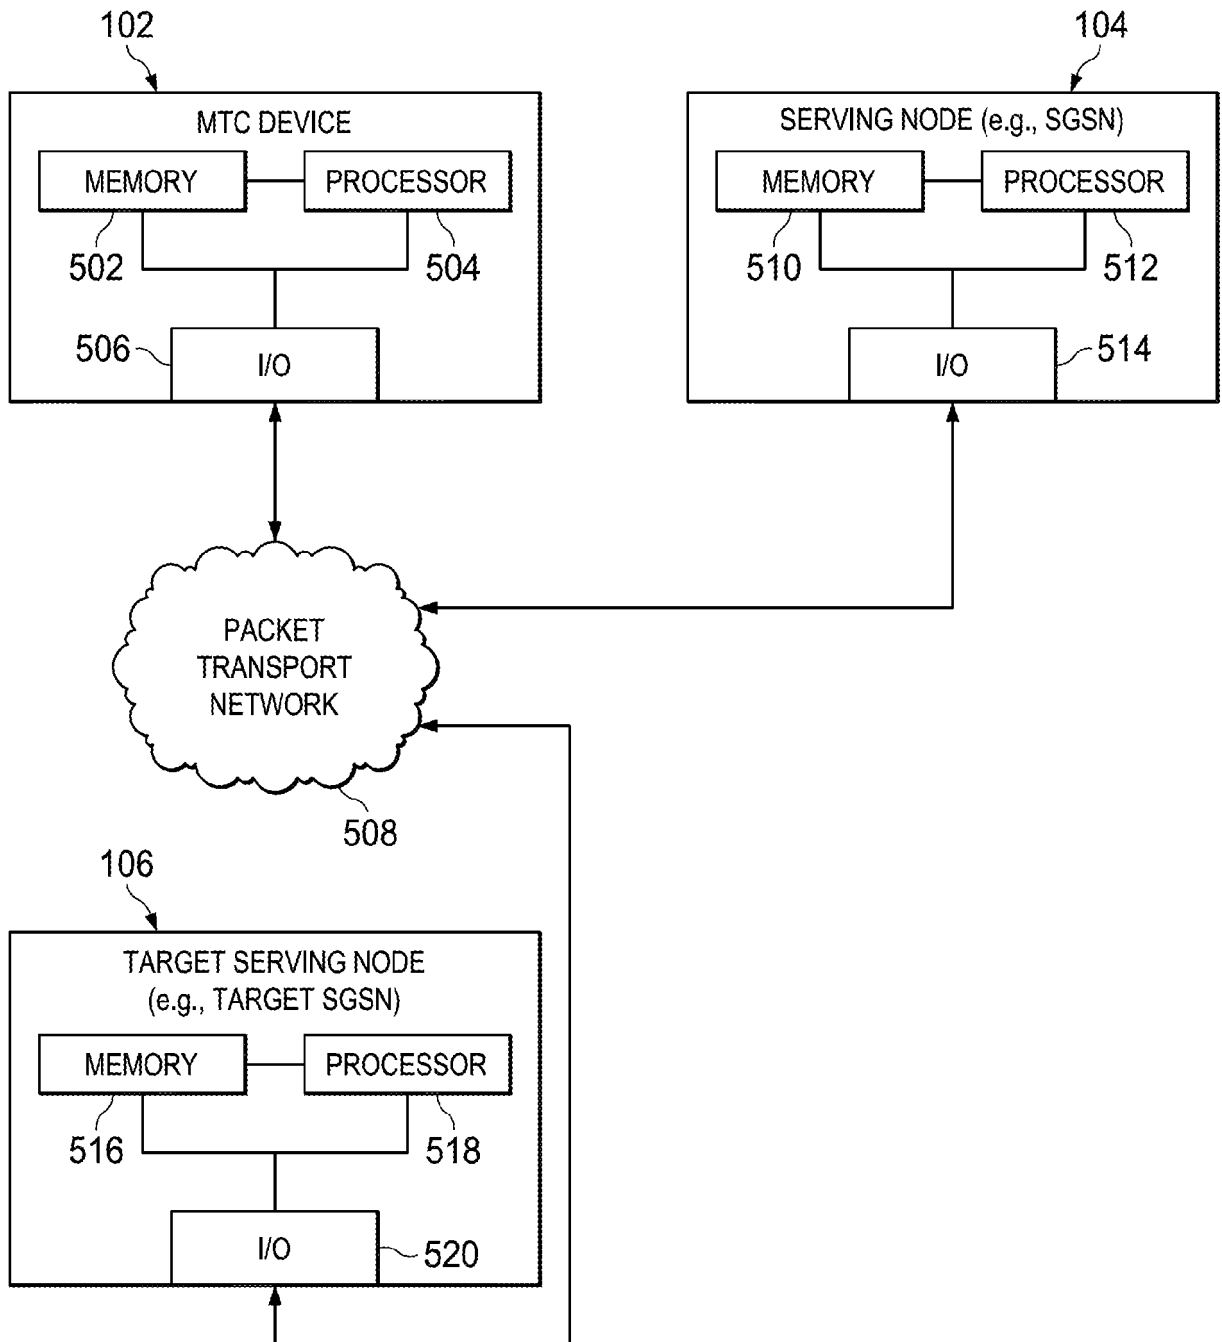 102
104
MTC DEVICE
MEMORY
PROCESSOR
502
504
506
I/O
SERVING NODE (e.g., SGSN)
MEMORY
PROCESSOR
510
512
I/O
514
PACKET
TRANSPORT
NETWORK
508
106
TARGET SERVING NODE
(e.g., TARGET SGSN)
MEMORY
PROCESSOR
516
518
I/O
520